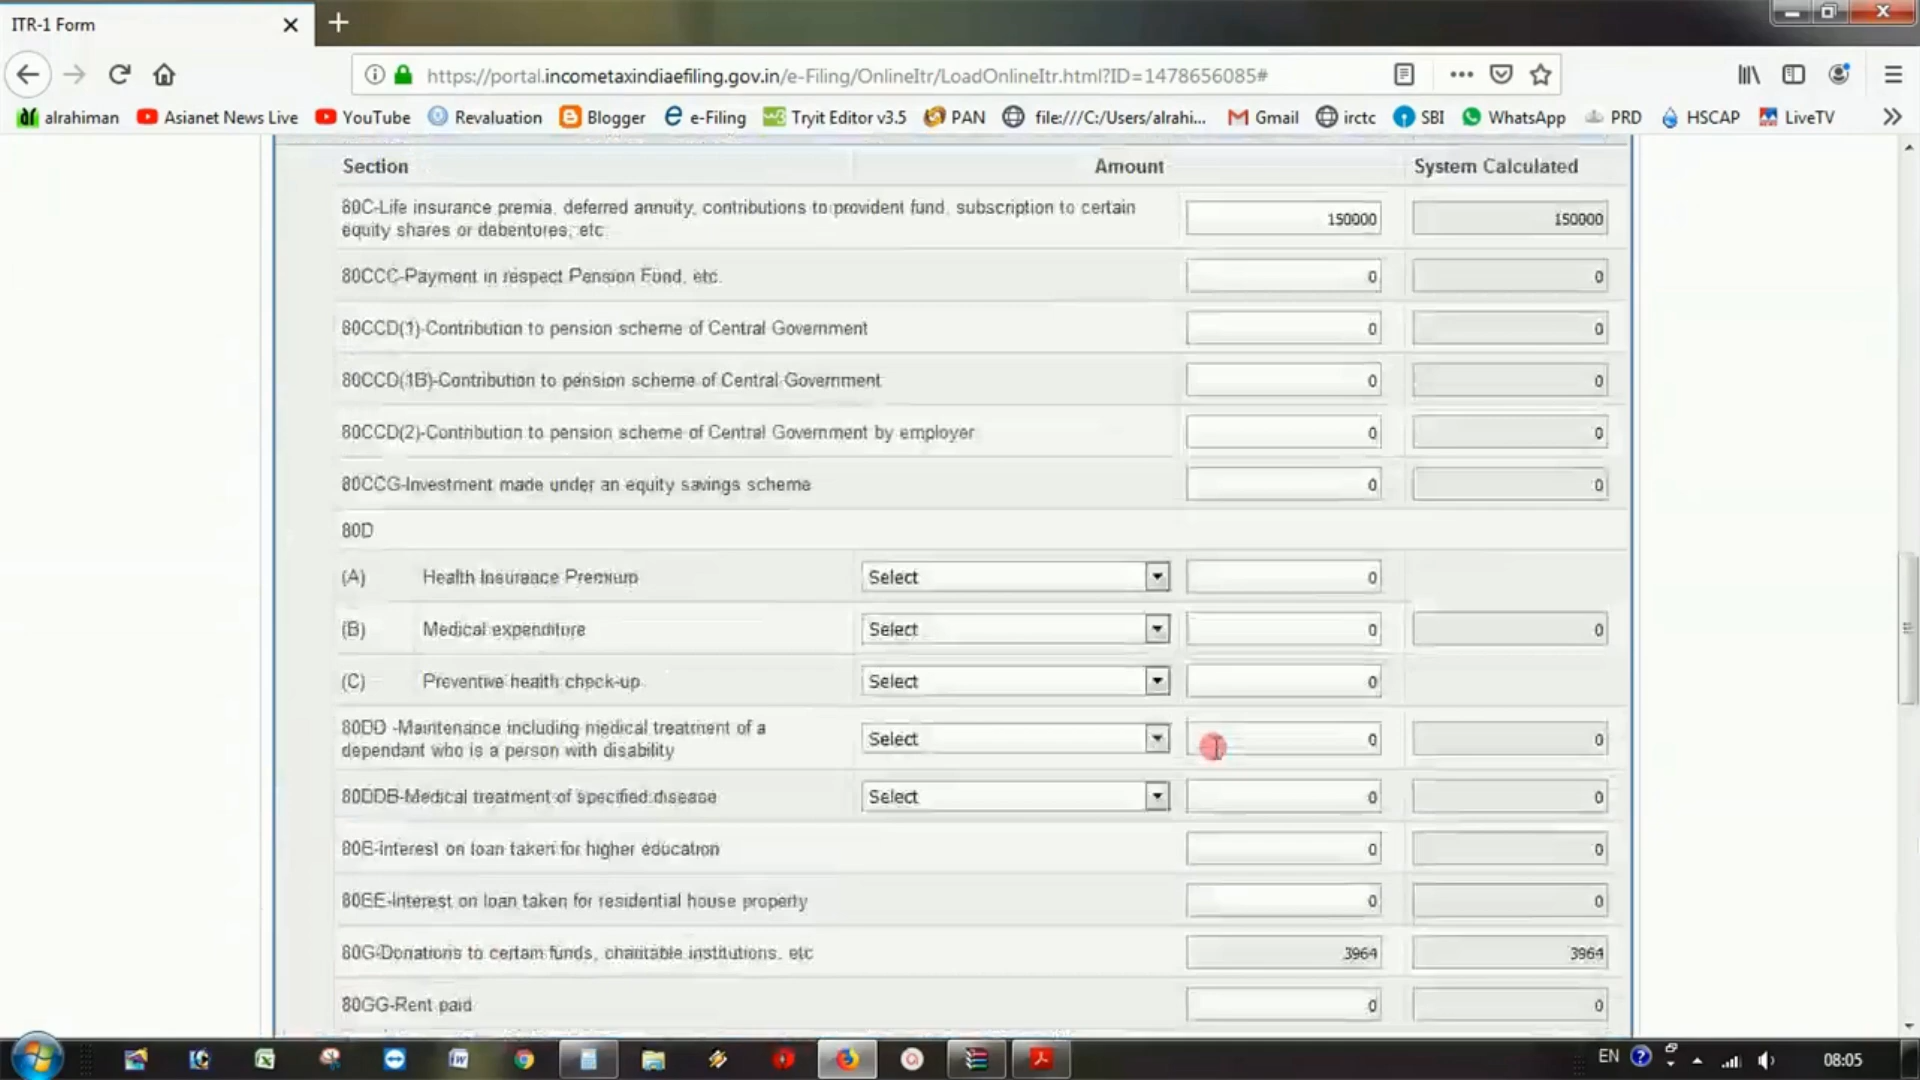 ITR-1 Form
https://portal.incometaxindiaefiling.gov.in/e-Filing/OnlineItr/LoadOnlineItr.html?ID=1478656085#
alrahiman Asianet News Live YouTube Revaluation Blogger e-Filing Tryit Editor v3.5 PAN file:///C:/Users/alrahi... Gmail irctc SBI WhatsApp PRD HSCAP LiveTV
Section Amount System Calculated
80C-Life insurance premia, deferred annuity, contributions to provident fund, subscription to certain
equity shares or debentures, etc. 150000 150000
80CCC-Payment in respect Pension Fund, etc. 0 0
80CCD(1)-Contribution to pension scheme of Central Government 0 0
80CCD(1B)-Contribution to pension scheme of Central Government 0 0
80CCD(2)-Contribution to pension scheme of Central Government by employer 0 0
80CCG-Investment made under an equity savings scheme 0 0
80D
(A) Health Insurance Premium Select 0
(B) Medical expenditure Select 0 0
(C) Preventive health check-up Select 0
80DD -Maintenance including medical treatment of a
dependant who is a person with disability Select 0 0
80DDB-Medical treatment of specified disease Select 0 0
80E-Interest on loan taken for higher education 0 0
80EE-Interest on loan taken for residential house property 0 0
80G-Donations to certain funds, charitable institutions, etc 3964 3964
80GG-Rent paid 0 0
EN 08:05